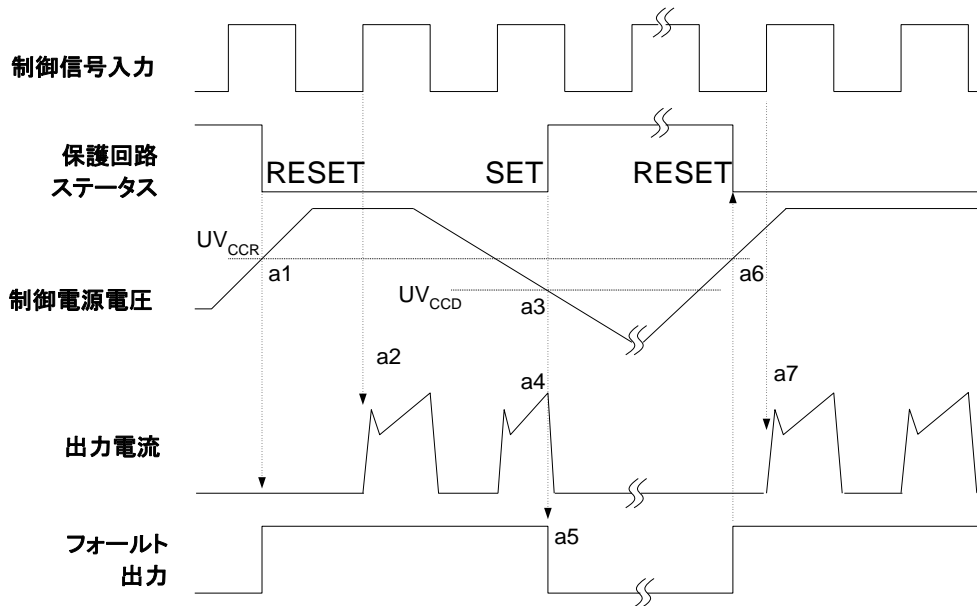 制御信号入力
保護回路
ステータス
RESET
SET
RESET
UVCCR
a1
a6
制御電源電圧
UVCCD
a3
a2
a4
a7
出力電流
a5
フォールト
出力